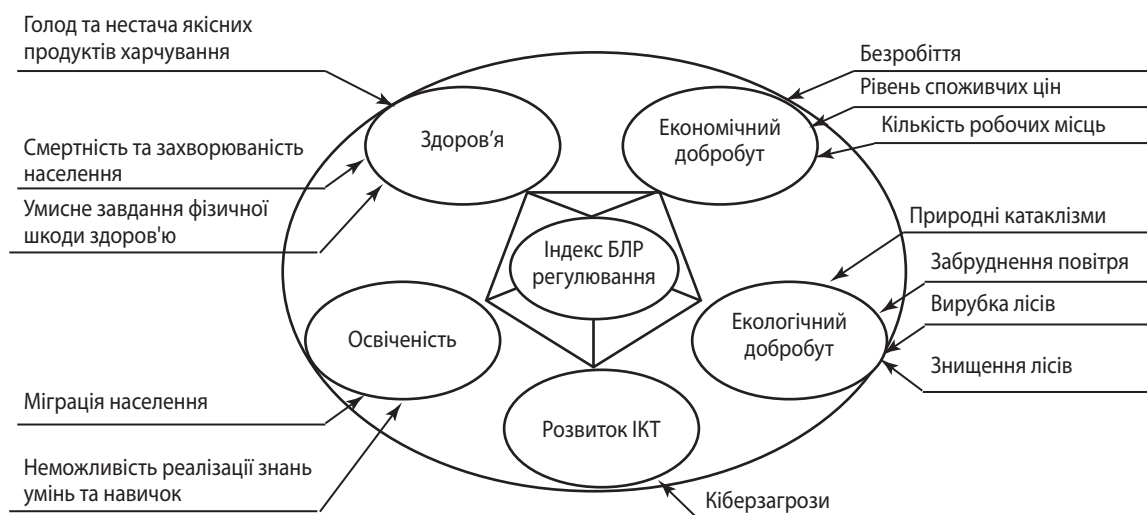 Голод та нестача якісних
продуктів харчування
Безробіття
Рівень споживчих цін
Кількість робочих місць
Здоров’я
Економічний
добробут
Смертність та захворюваність
населення
Умисне завдання фізичної
шкоди здоров'ю
Індекс БЛР
регулювання
Природні катаклізми
Забруднення повітря
Вирубка лісів
Знищення лісів
Освіченість
Екологічний
добробут
Міграція населення
Розвиток ІКТ
Неможливість реалізації знань
умінь та навичок
Кіберзагрози